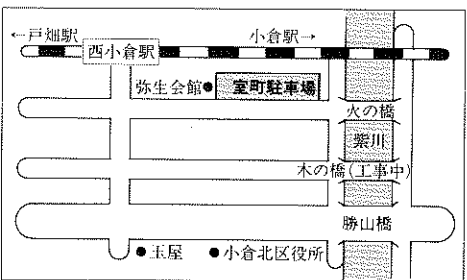 ←戸畑駅
小倉駅→
西小倉駅
弥生会館● 室町駐車場
火の橋
紫川
木の橋(工事中)
勝山橋
●玉屋 ●小倉北区役所